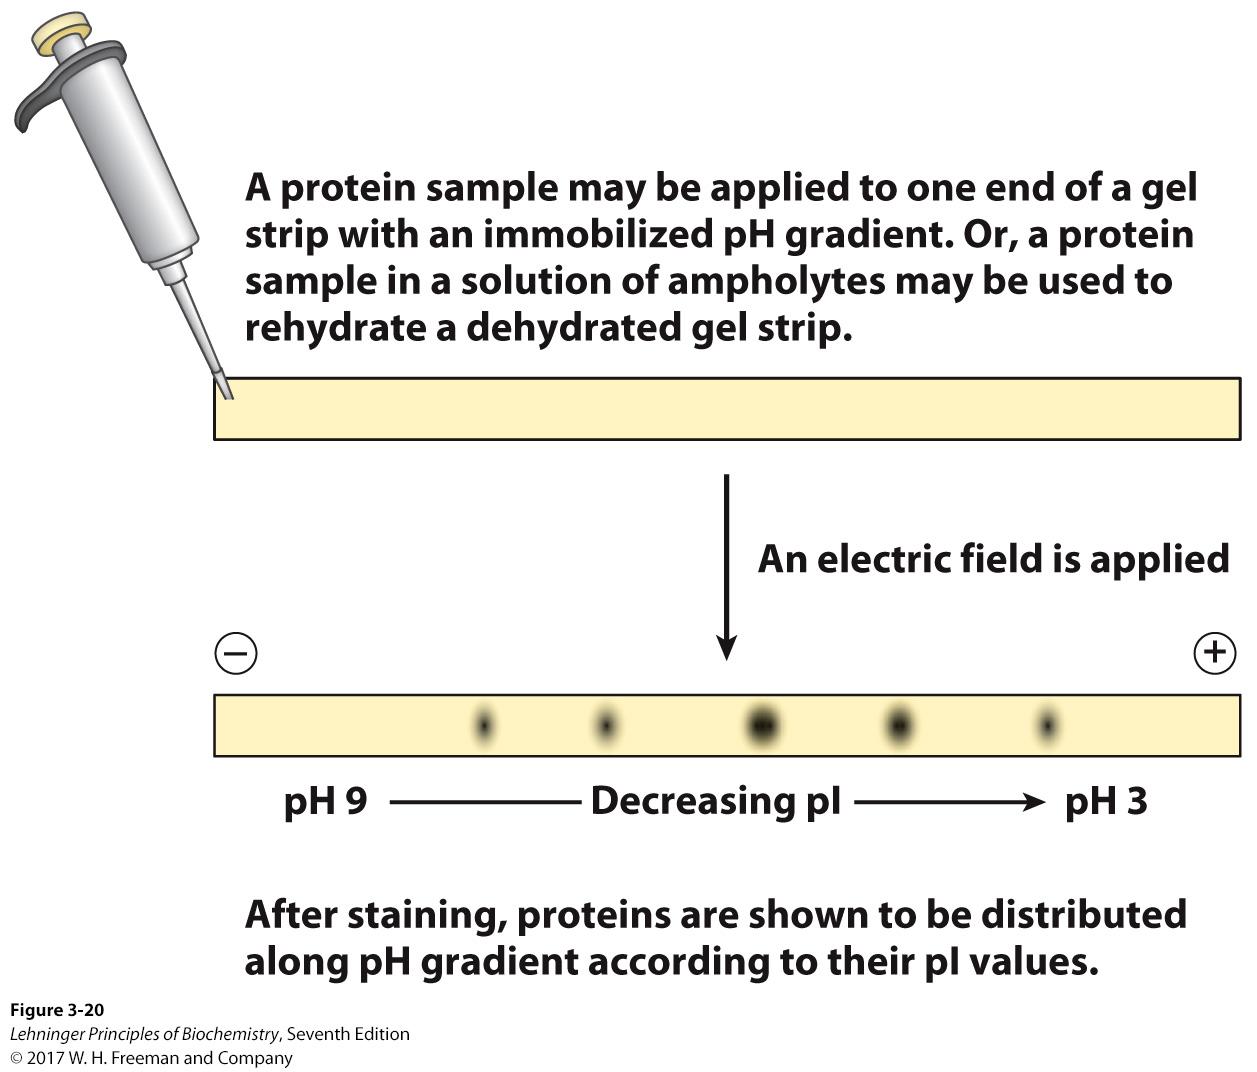 A protein sample may be applied to one end of a gel
strip with an immobilized pH gradient. Or, a protein
sample in a solution of ampholytes may be used to
rehydrate a dehydrated gel strip.
An electric field is applied
− +
pH 9 Decreasing pI pH 3
After staining, proteins are shown to be distributed
along pH gradient according to their pI values.
Figure 3-20
Lehninger Principles of Biochemistry, Seventh Edition
© 2017 W. H. Freeman and Company